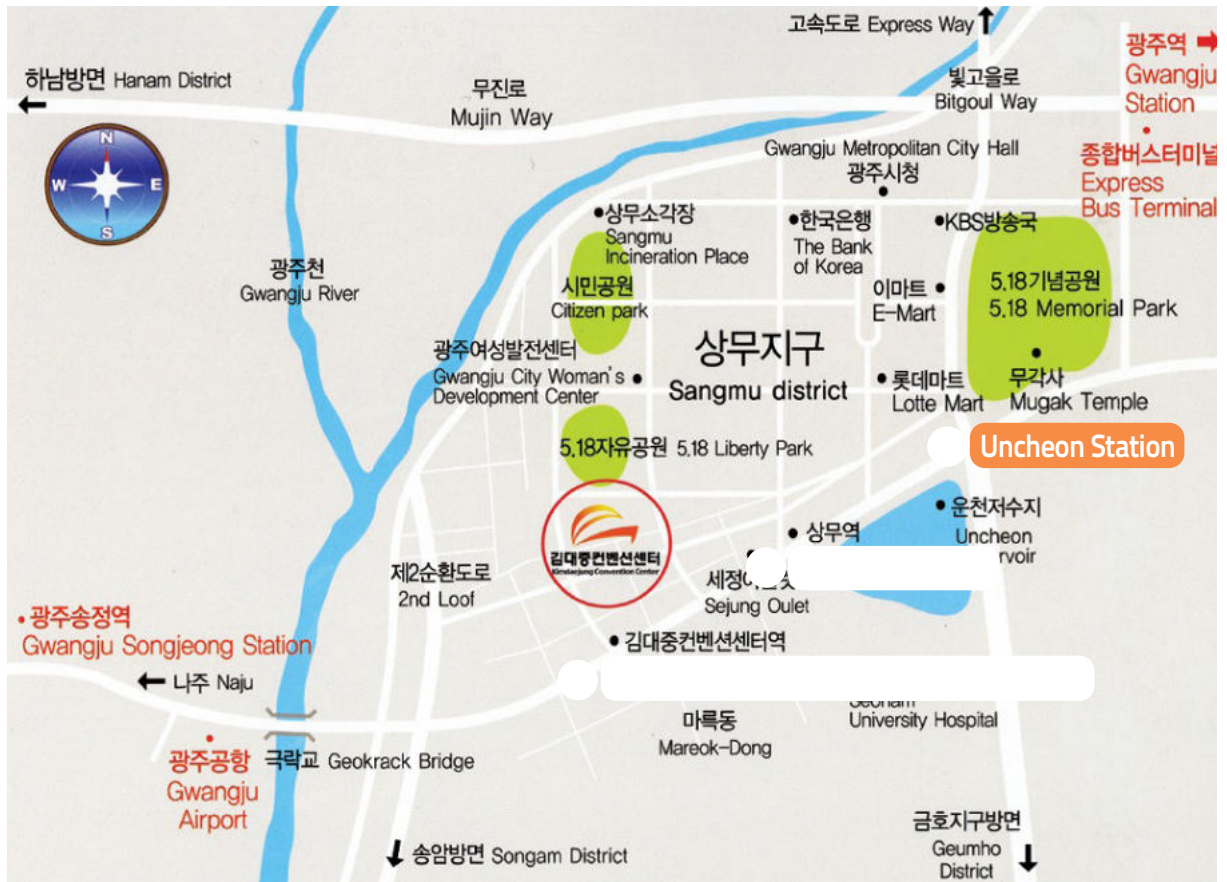 고속도로 Express Way
광주역
Gwangju
Station
하남방면 Hanam District
무진로
Mujin Way
빛고을로
Bitgoul Way
종합버스터미널
Express
Bus Terminal
N
W
E
S
Gwangju Metropolitan City Hall
광주시청
상무소각장
Sangmu
Incineration Place
한국은행
The Bank
of Korea
KBS방송국
광주천
Gwangju River
시민공원
Citizen park
이마트
E-Mart
5.18기념공원
5.18 Memorial Park
광주여성발전센터
Gwangju City Woman's
Development Center
상무지구
Sangmu district
롯데마트
Lotte Mart
무각사
Mugak Temple
5.18자유공원 5.18 Liberty Park
Uncheon Station
운천저수지
Uncheon
상무역
김대중컨벤션센터
Kimdaejung Convention Center
제2순환도로
2nd Loof
Sejung Oulet
광주송정역
Gwangju Songjeong Station
김대중컨벤션센터역
나주 Naju
University Hospital
마륵동
Mareok-Dong
광주공항
Gwangju
Airport
극락교 Geokrack Bridge
송암방면 Songam District
금호지구방면
Geumho
District